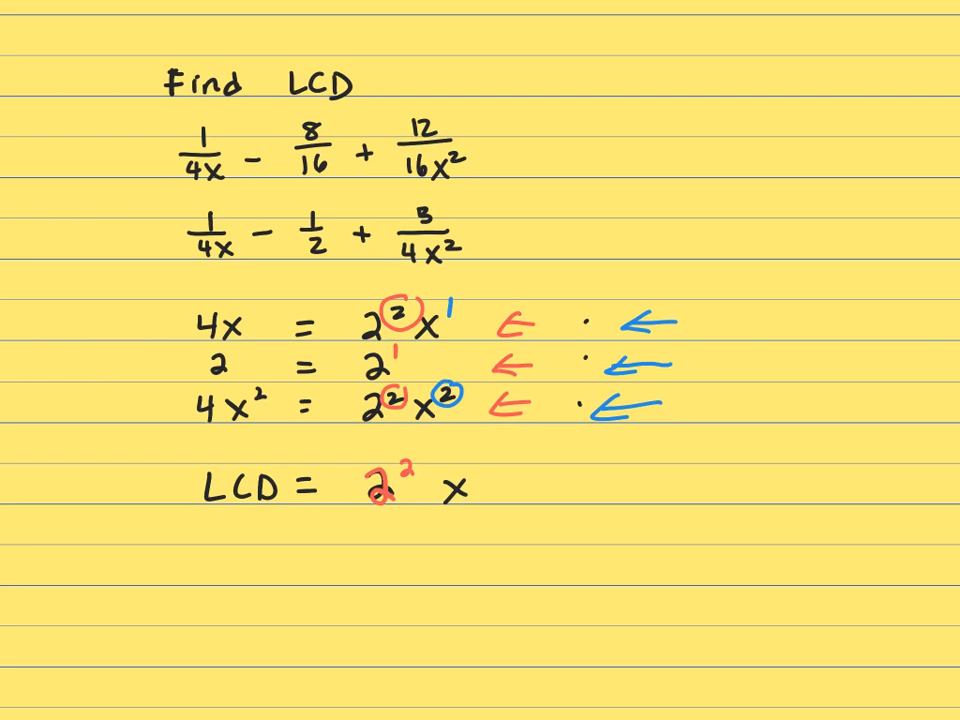 Find LCD
1/4x - 8/16 + 12/16x²
1/4x - 1/2 + 3/4x²
4x = 2²x¹ ← · ←
2 = 2¹ ← · ←
4x² = 2²x² ← · ←
LCD = 2² x